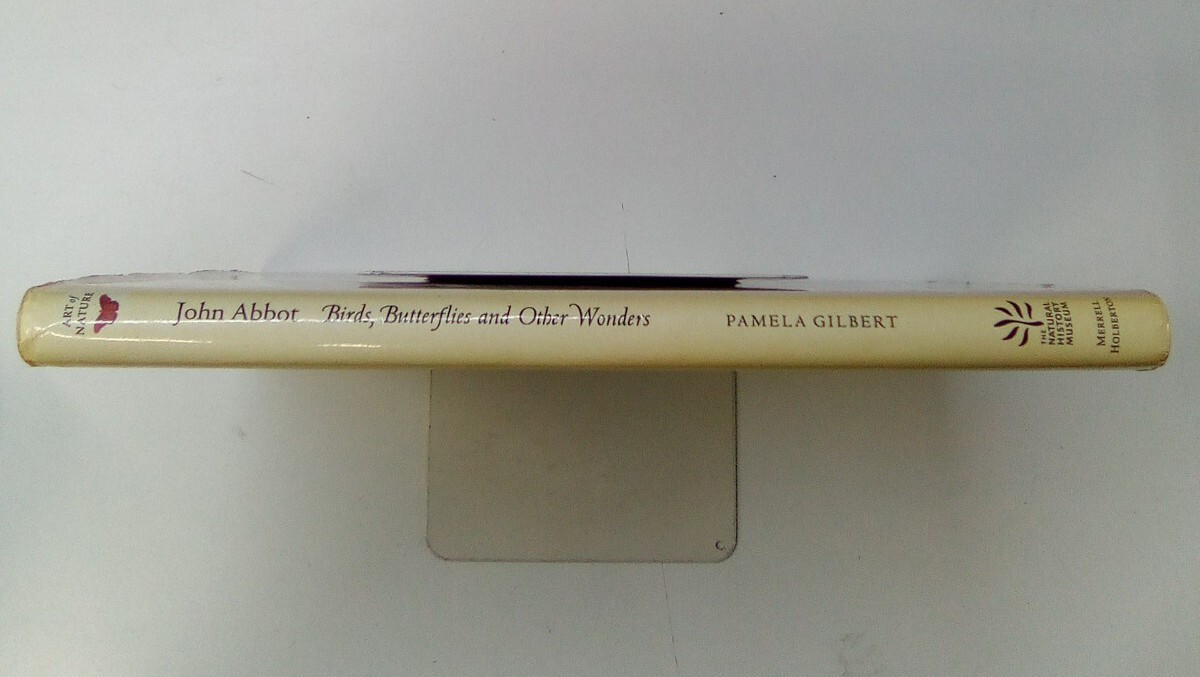 ART of
NATURE
John Abbot Birds, Butterflies and Other Wonders
PAMELA GILBERT
THE
NATURAL
HISTORY
MUSEUM
MERRELL
HOLBERTON